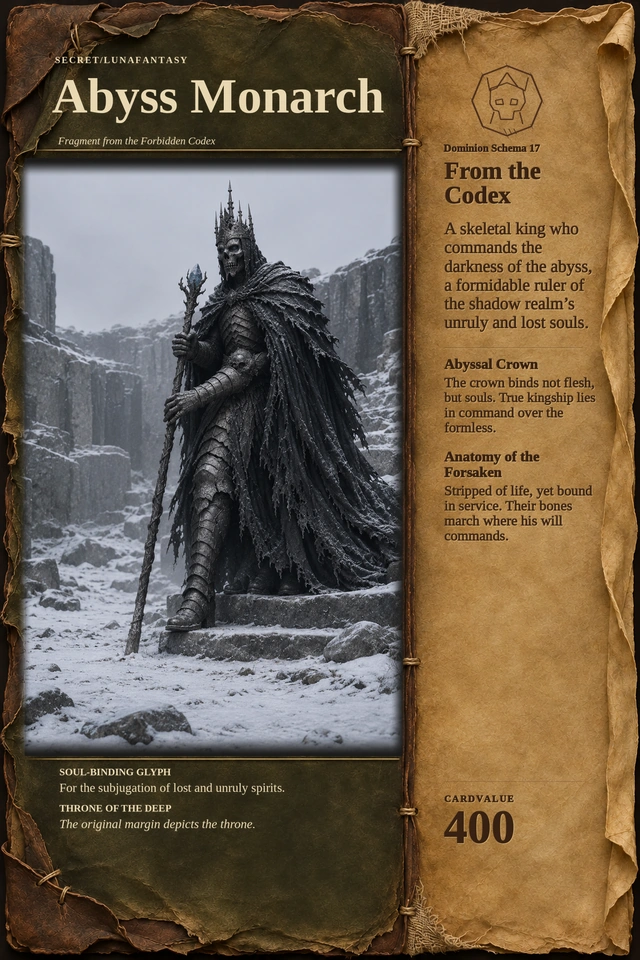 SECRET/LUNAFANTASY
Abyss Monarch
Fragment from the Forbidden Codex
SOUL-BINDING GLYPH
For the subjugation of lost and unruly spirits.
THRONE OF THE DEEP
The original margin depicts the throne.
Dominion Schema 17
From the
Codex
A skeletal king who
commands the
darkness of the abyss,
a formidable ruler of
the shadow realm’s
unruly and lost souls.
Abyssal Crown
The crown binds not flesh,
but souls. True kingship lies
in command over the
formless.
Anatomy of the
Forsaken
Stripped of life, yet bound
in service. Their bones
march where his will
commands.
CARDVALUE
400